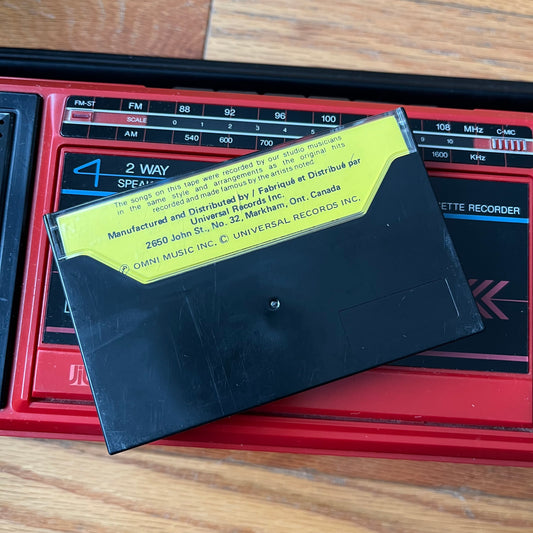 FM-ST FM 88 92 96 100 108 MHz C-MIC
SCALE 0 1 2 3 4 5 9 10
AM 540 600 700 1600 KHz
4 2 WAY
SPEAK
CASSETTE RECORDER
The songs on this tape were recorded by our studio musicians
in the same style and arrangements as the original hits
recorded and made famous by the artists noted.
Manufactured and Distributed by / Fabriqué et Distribué par
Universal Records Inc.
2650 John St., No. 32, Markham, Ont. Canada
Ⓟ OMNI MUSIC INC. © UNIVERSAL RECORDS INC.